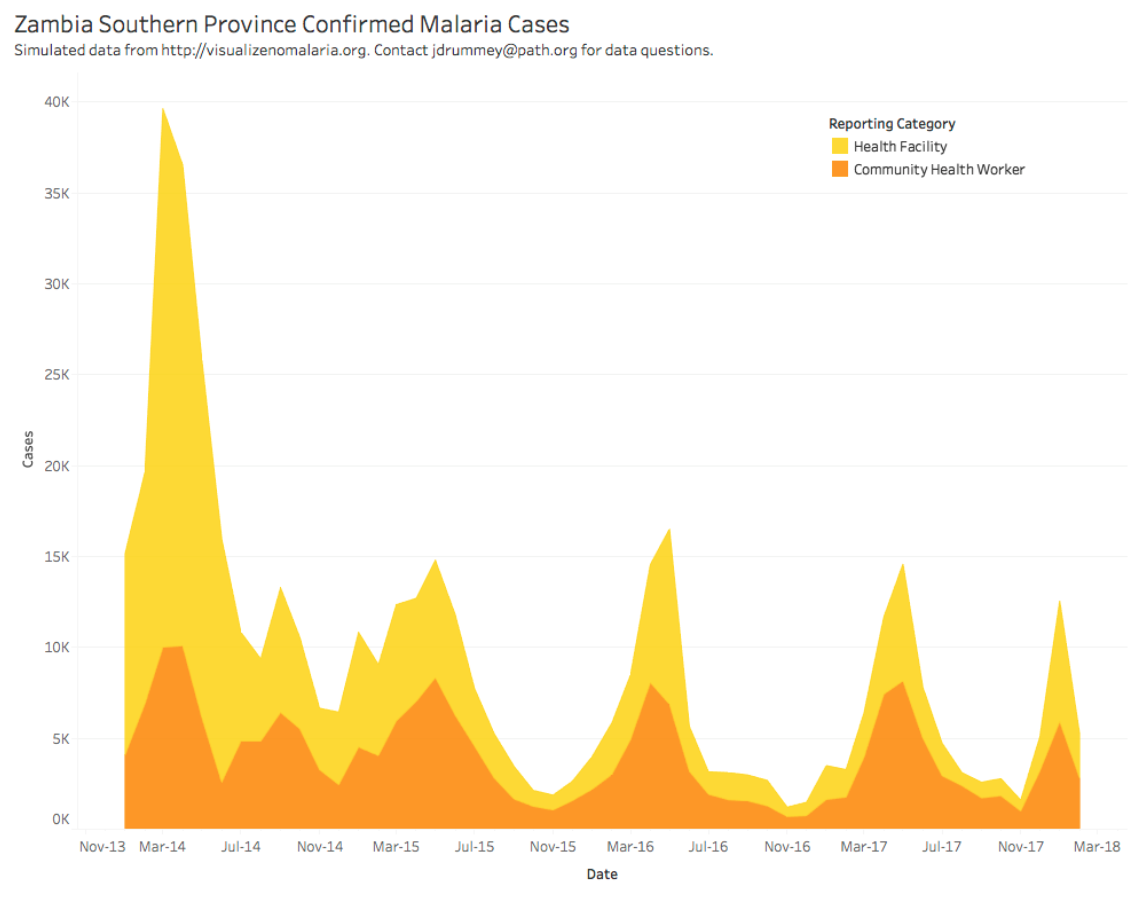 Zambia Southern Province Confirmed Malaria Cases
Simulated data from http://visualizenomalaria.org. Contact jdrummey@path.org for data questions.
40K
35K
30K
25K
20K
15K
10K
5K
0K
Cases
Reporting Category
Health Facility
Community Health Worker
Nov-13 Mar-14 Jul-14 Nov-14 Mar-15 Jul-15 Nov-15 Mar-16 Jul-16 Nov-16 Mar-17 Jul-17 Nov-17 Mar-18
Date